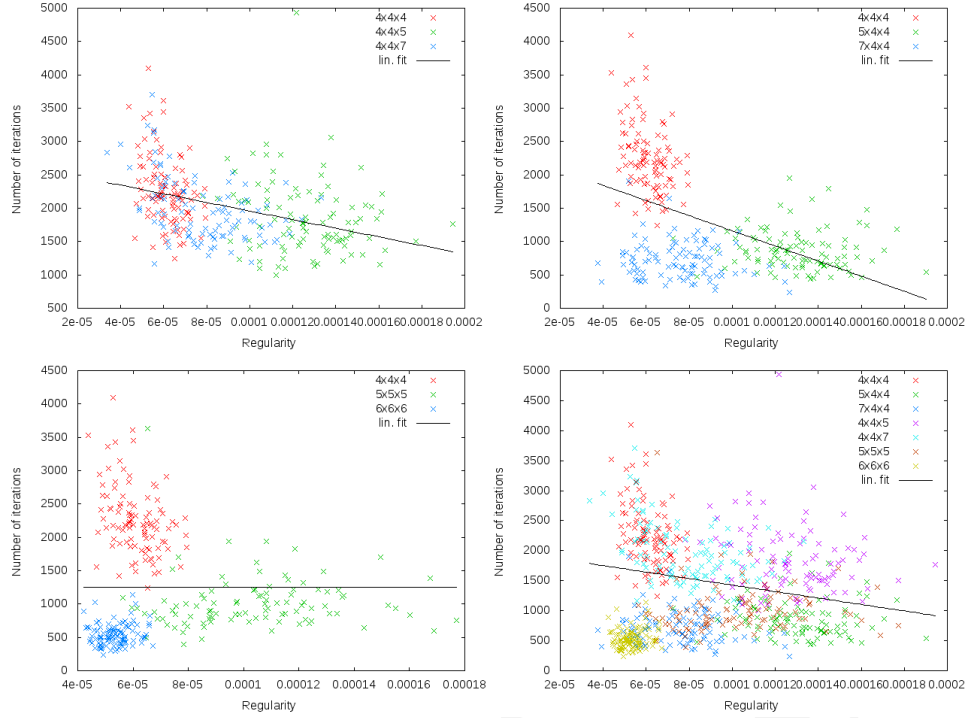 5000
4500
4000
3500
3000
2500
2000
1500
1000
500
Number of iterations
4x4x4
4x4x5
4x4x7
lin. fit
2e-05 4e-05 6e-05 8e-05 0.0001 0.00012 0.00014 0.00016 0.00018 0.0002
Regularity
5000
4500
4000
3500
3000
2500
2000
1500
1000
500
0
Number of iterations
4x4x4
5x4x4
7x4x4
lin. fit
2e-05 4e-05 6e-05 8e-05 0.0001 0.00012 0.00014 0.00016 0.00018 0.0002
Regularity
4500
4000
3500
3000
2500
2000
1500
1000
500
0
Number of iterations
4x4x4
5x5x5
6x6x6
lin. fit
4e-05 6e-05 8e-05 0.0001 0.00012 0.00014 0.00016 0.00018
Regularity
5000
4500
4000
3500
3000
2500
2000
1500
1000
500
0
Number of iterations
4x4x4
5x4x4
7x4x4
4x4x5
4x4x7
5x5x5
6x6x6
lin. fit
2e-05 4e-05 6e-05 8e-05 0.0001 0.00012 0.00014 0.00016 0.00018 0.0002
Regularity